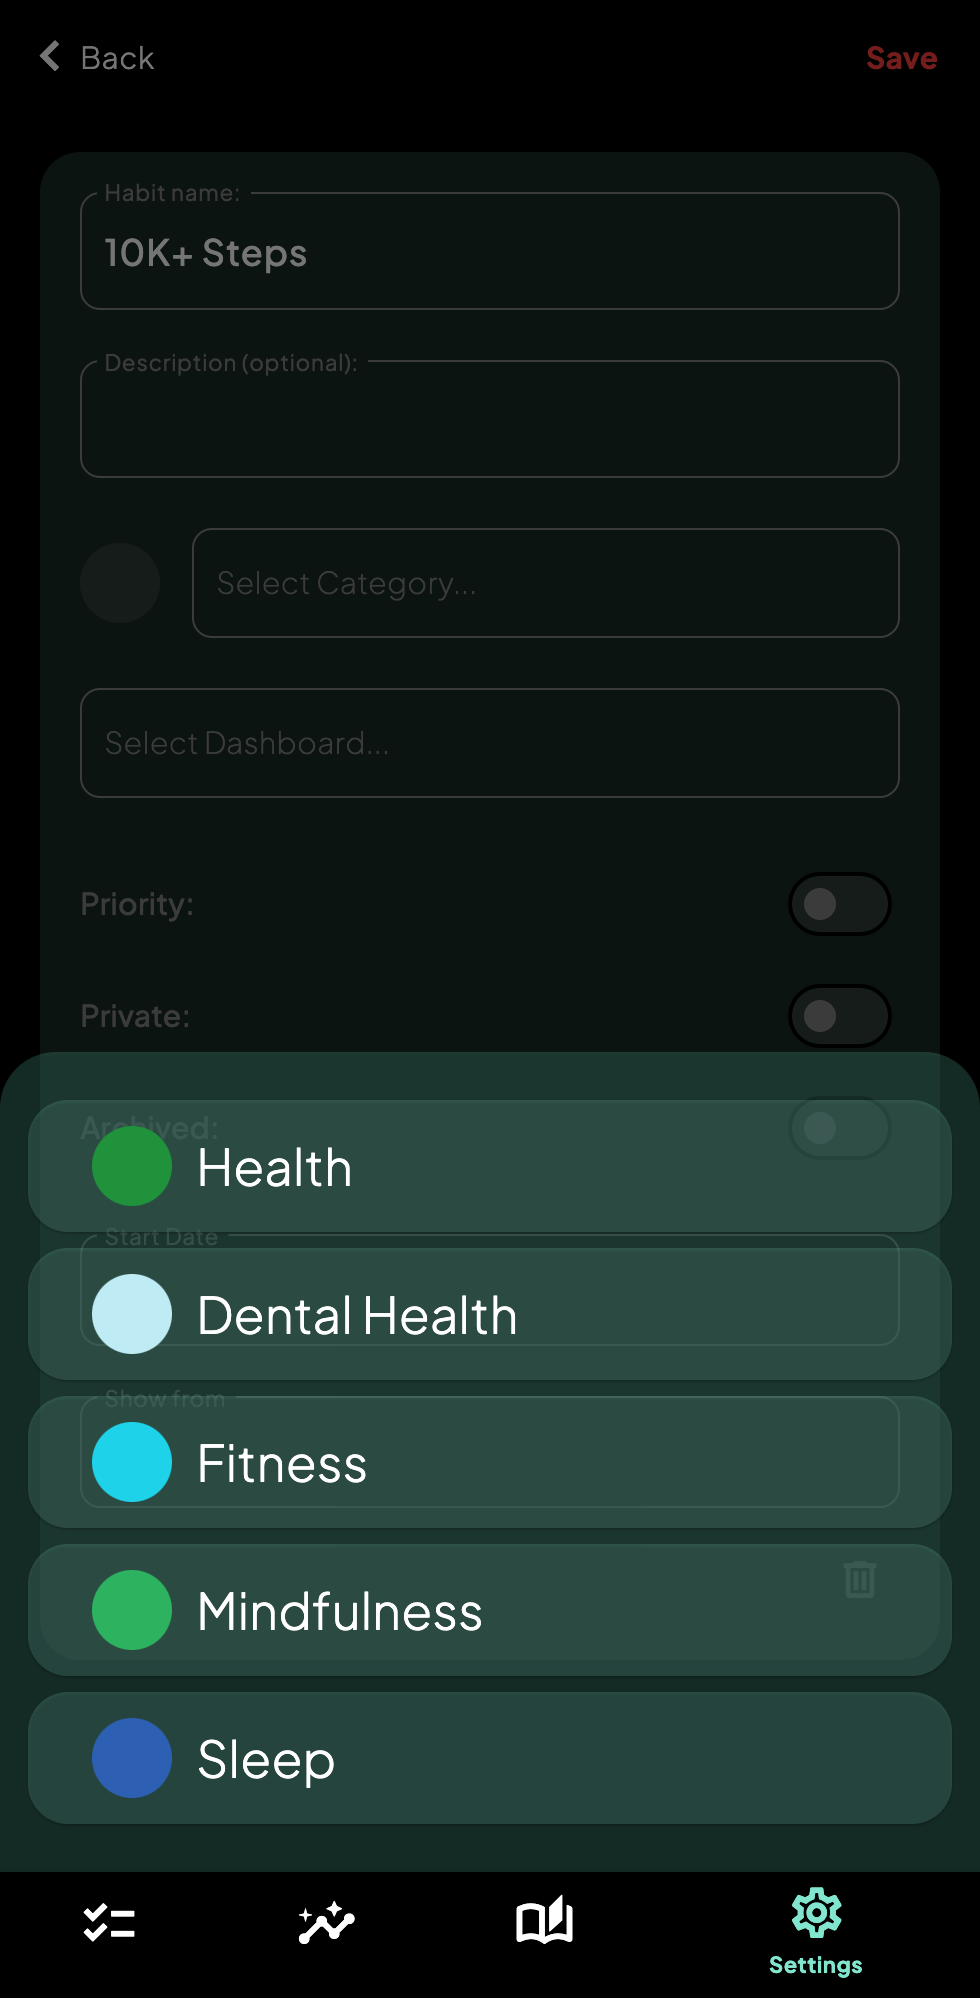 Back
Save
Habit name:
10K+ Steps
Description (optional):
Select Category...
Select Dashboard...
Priority:
Private:
Archived:
Health
Start Date
Dental Health
Show from
Fitness
Mindfulness
Sleep
Settings